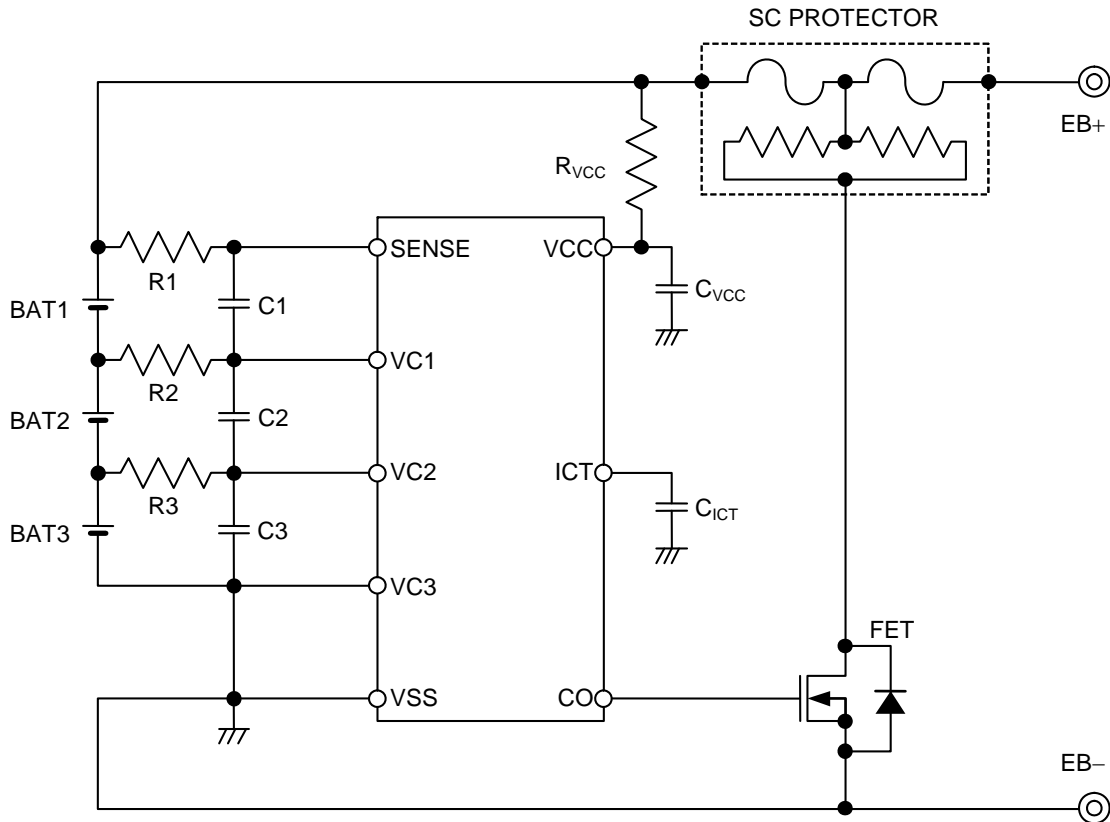 SC PROTECTOR
EB+
RVCC
SENSE
VCC
R1
BAT1
C1
CVCC
VC1
R2
BAT2
C2
VC2
ICT
R3
BAT3
C3
CICT
VC3
FET
VSS
CO
EB−